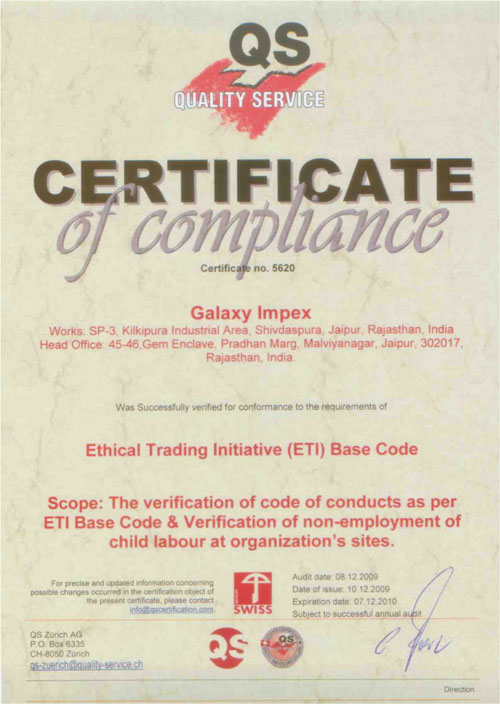 QS
QUALITY SERVICE
CERTIFICATE
of compliance
Certificate no. 5620
Galaxy Impex
Works: SP-3, Kilkipura Industrial Area, Shivdaspura, Jaipur, Rajasthan, India
Head Office: 45-46,Gem Enclave, Pradhan Marg, Malviyanagar, Jaipur, 302017,
Rajasthan, India.
Was Successfully verified for conformance to the requirements of
Ethical Trading Initiative (ETI) Base Code
Scope: The verification of code of conducts as per
ETI Base Code & Verification of non-employment of
child labour at organization's sites.
For precise and updated information concerning
possible changes occurred in the certification object of
the present certificate, please contact
info@qscertification.com
SWISS
Audit date: 08.12.2009
Date of issue: 10.12.2009
Expiration date: 07.12.2010
Subject to successful annual audit
QS Zürich AG
P.O. Box 6335
CH-8050 Zürich
qs-zuerich@quality-service.ch
QS
QS
Direction